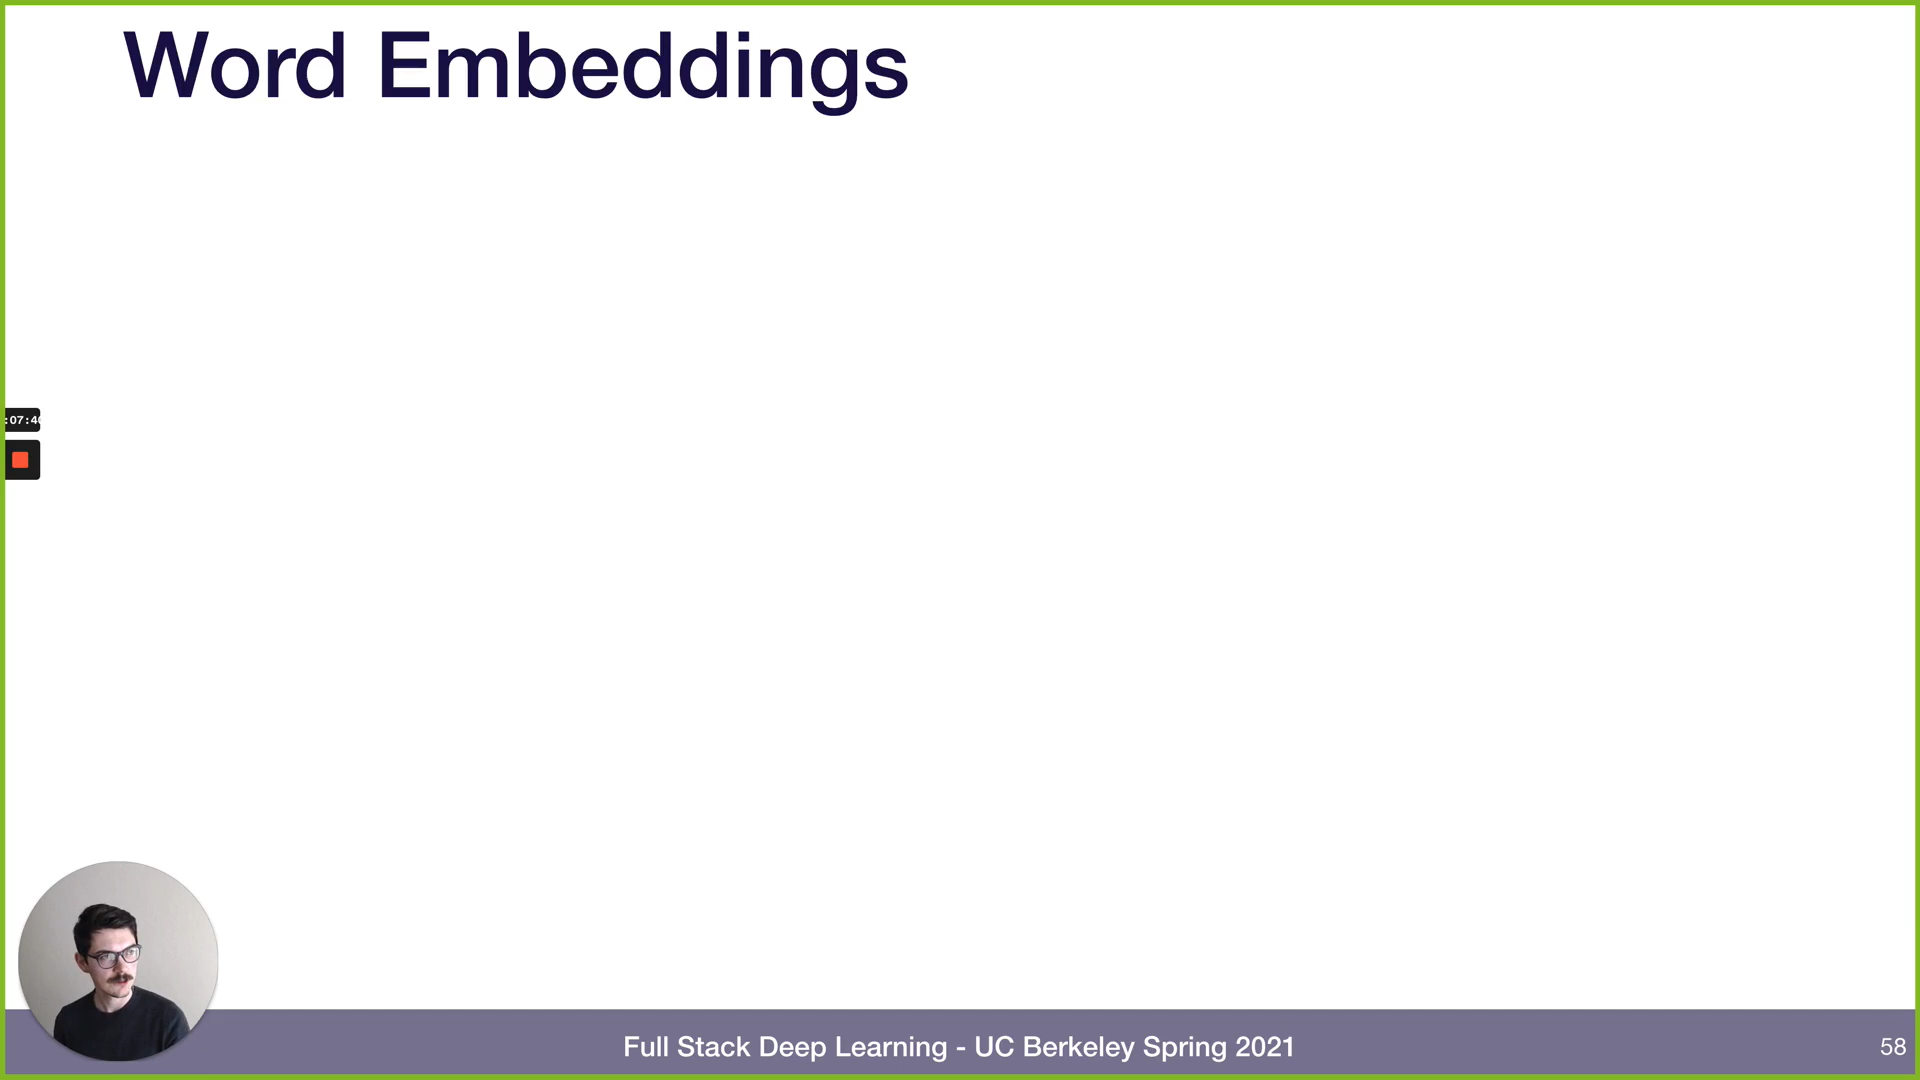 Word Embeddings
:07:4
Full Stack Deep Learning - UC Berkeley Spring 2021
58